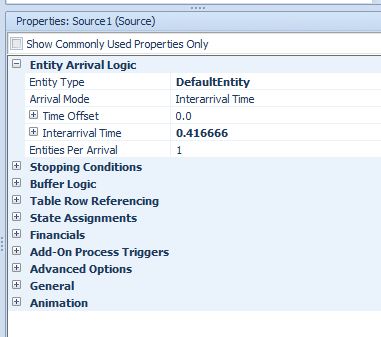 Properties: Source1 (Source)
Show Commonly Used Properties Only
Entity Arrival Logic
Entity Type DefaultEntity
Arrival Mode Interarrival Time
Time Offset 0.0
Interarrival Time 0.416666
Entities Per Arrival 1
Stopping Conditions
Buffer Logic
Table Row Referencing
State Assignments
Financials
Add-On Process Triggers
Advanced Options
General
Animation